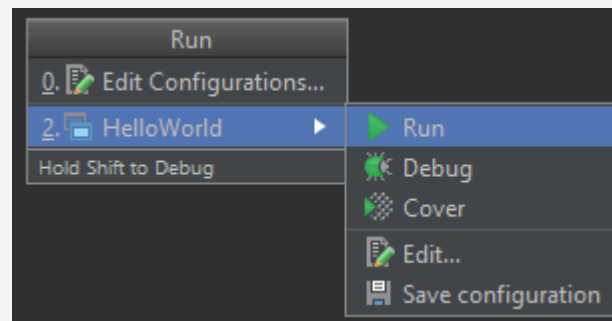 Run
0. Edit Configurations...
2. HelloWorld
Hold Shift to Debug
Run
Debug
Cover
Edit...
Save configuration